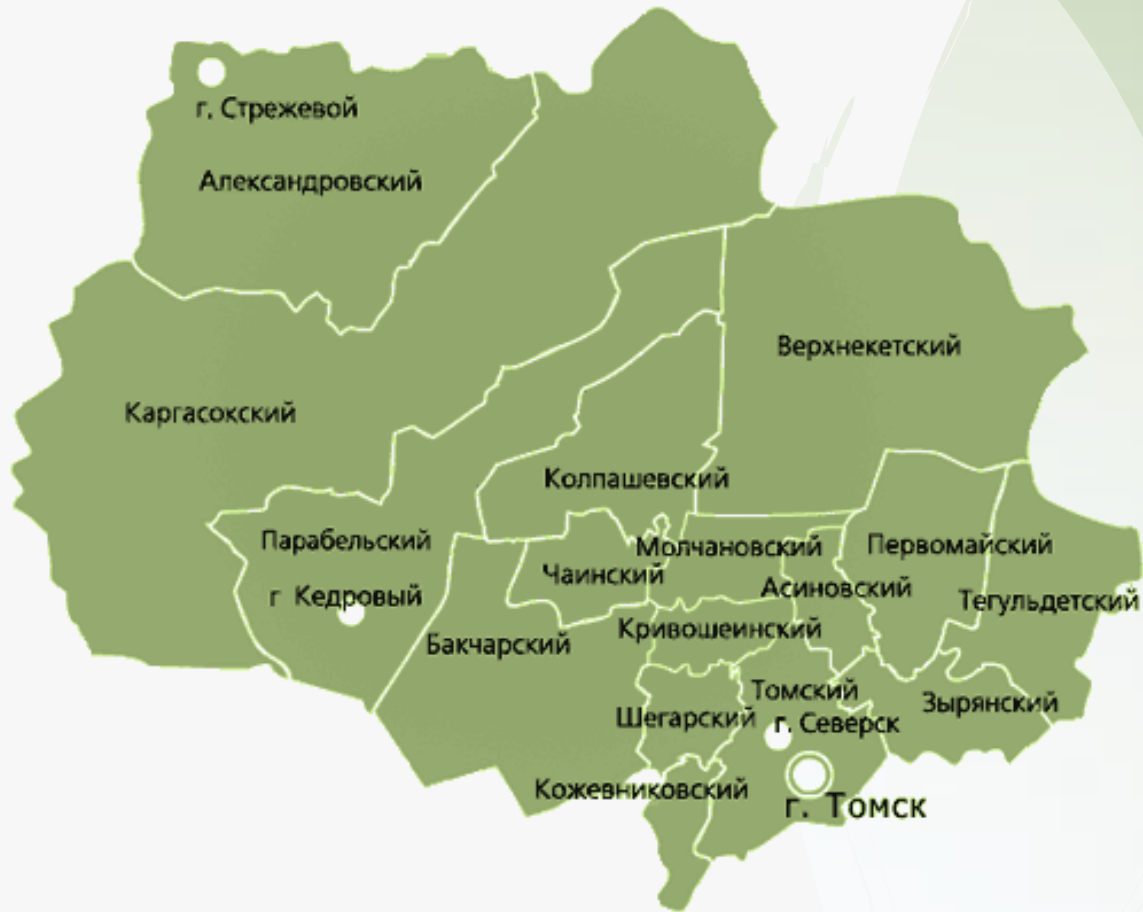 г. Стрежевой
Александровский
Верхнекетский
Каргасокский
Колпашевский
Парабельский
Молчановский
Первомайский
Чаинский
Асиновский
г Кедровый
Тегульдетский
Кривошеинский
Бакчарский
Томский
Зырянский
Шегарский
г. Северск
Кожевниковский
г. Томск